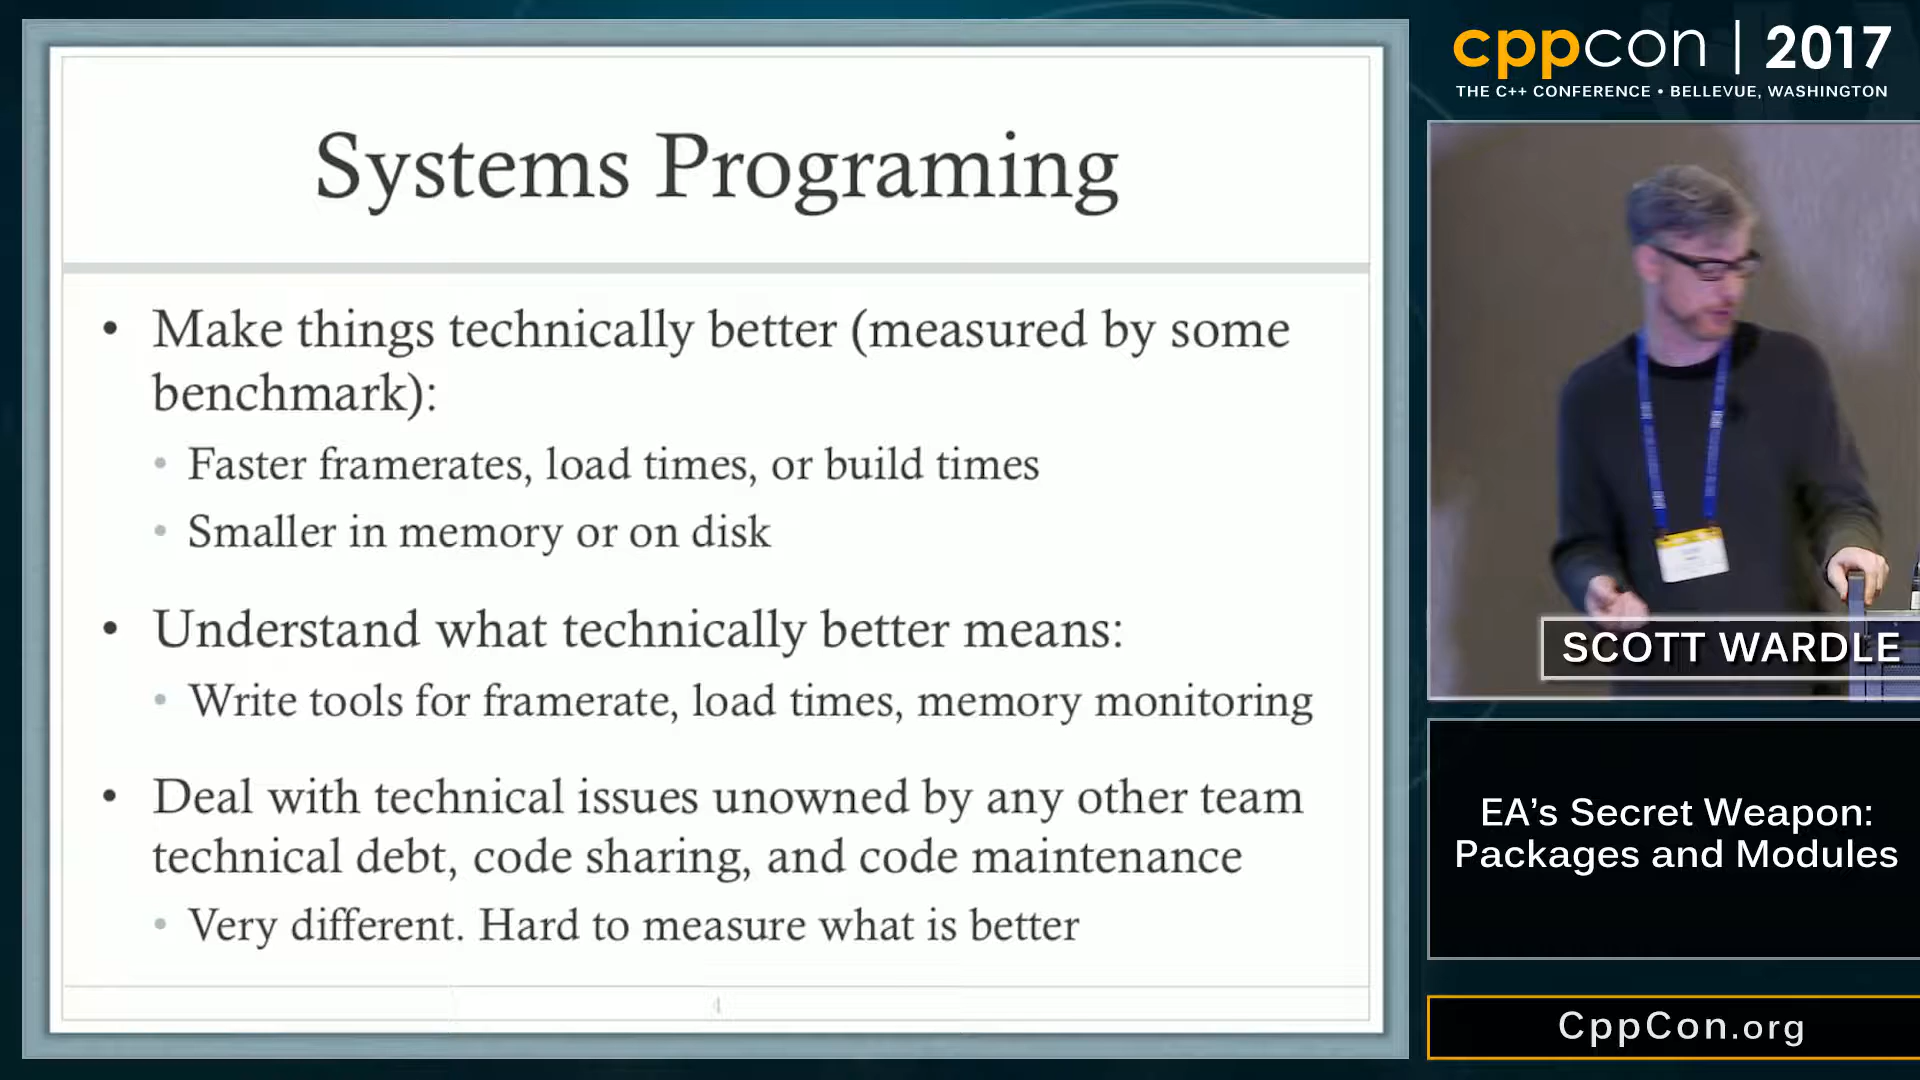 Systems Programing
• Make things technically better (measured by some
benchmark):
• Faster framerates, load times, or build times
• Smaller in memory or on disk
• Understand what technically better means:
• Write tools for framerate, load times, memory monitoring
• Deal with technical issues unowned by any other team
technical debt, code sharing, and code maintenance
• Very different. Hard to measure what is better
4
cppcon | 2017
THE C++ CONFERENCE • BELLEVUE, WASHINGTON
SCOTT WARDLE
EA’s Secret Weapon:
Packages and Modules
CppCon.org